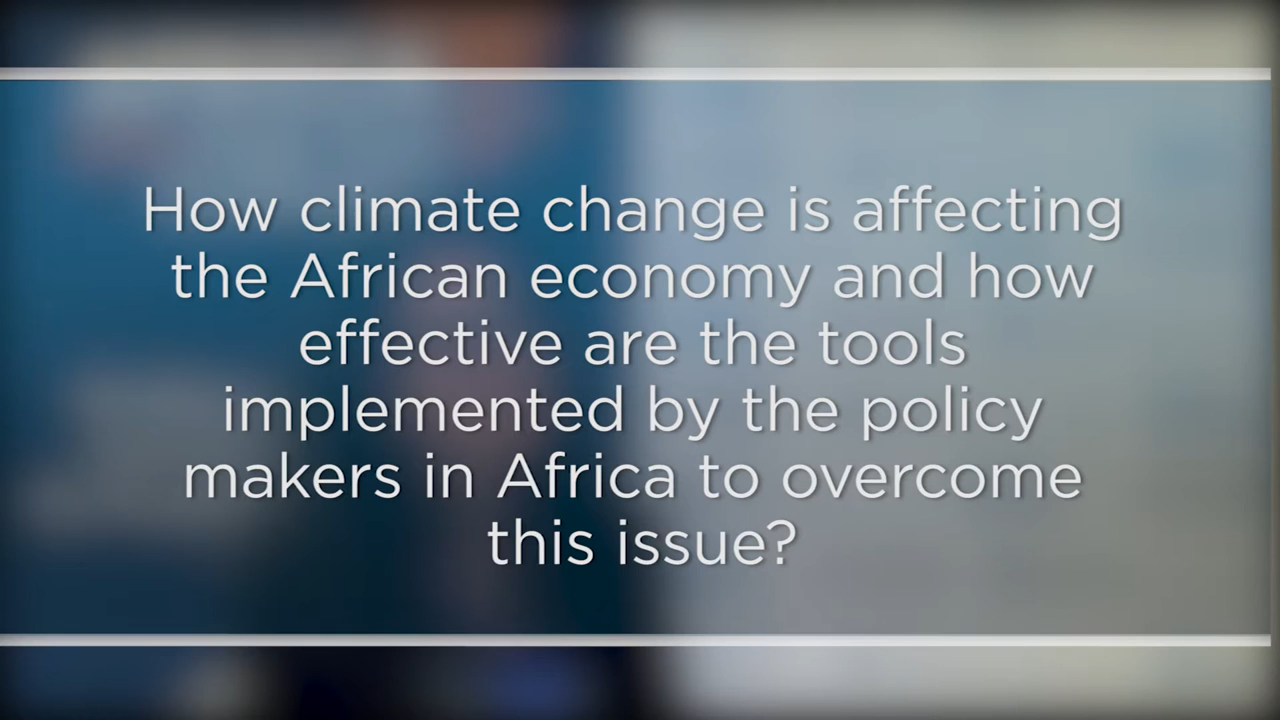 How climate change is affecting
the African economy and how
effective are the tools
implemented by the policy
makers in Africa to overcome
this issue?